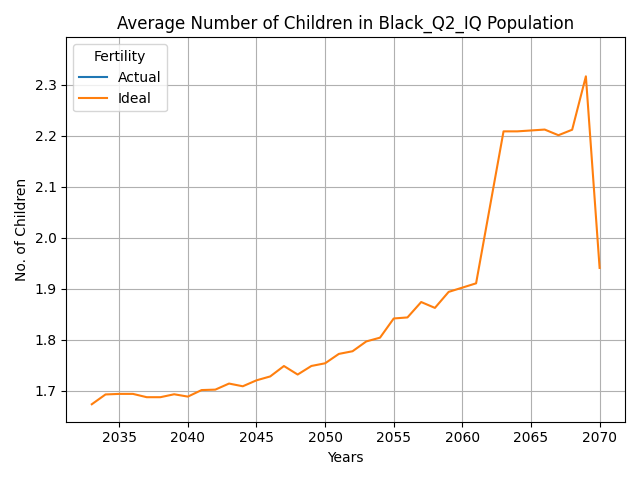 Average Number of Children in Black_Q2_IQ Population
Fertility
Actual
Ideal
No. of Children
2.3
2.2
2.1
2.0
1.9
1.8
1.7
2035 2040 2045 2050 2055 2060 2065 2070
Years